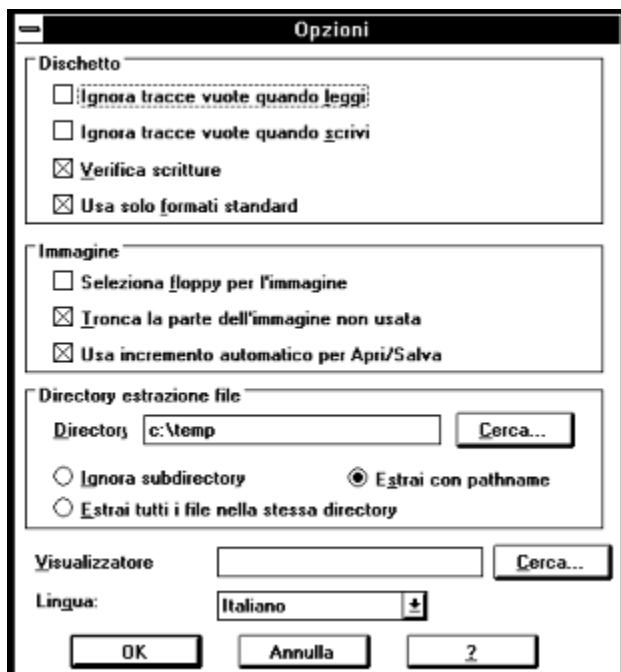 Opzioni
Dischetto
Ignora tracce vuote quando leggi
Ignora tracce vuote quando scrivi
Verifica scritture
Usa solo formati standard
Immagine
Seleziona floppy per l'immagine
Tronca la parte dell'immagine non usata
Usa incremento automatico per Apri/Salva
Directory estrazione file
Directory c:\temp Cerca...
Ignora subdirectory Estrai con pathname
Estrai tutti i file nella stessa directory
Visualizzatore Cerca...
Lingua: Italiano
OK Annulla ?